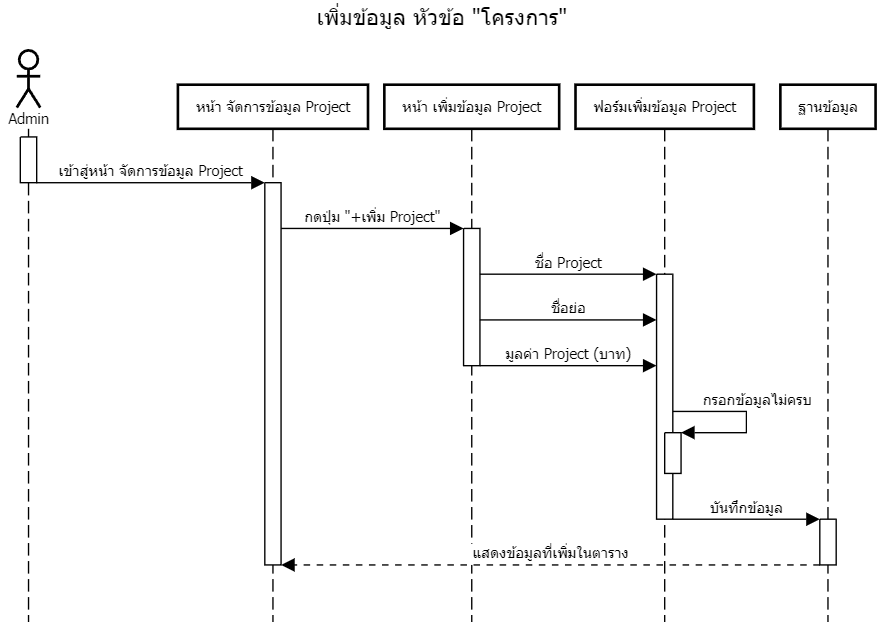 เพิ่มข้อมูล หัวข้อ "โครงการ"
Admin
หน้า จัดการข้อมูล Project
หน้า เพิ่มข้อมูล Project
ฟอร์มเพิ่มข้อมูล Project
ฐานข้อมูล
เข้าสู่หน้า จัดการข้อมูล Project
กดปุ่ม "+เพิ่ม Project"
ชื่อ Project
ชื่อย่อ
มูลค่า Project (บาท)
กรอกข้อมูลไม่ครบ
บันทึกข้อมูล
แสดงข้อมูลที่เพิ่มในตาราง